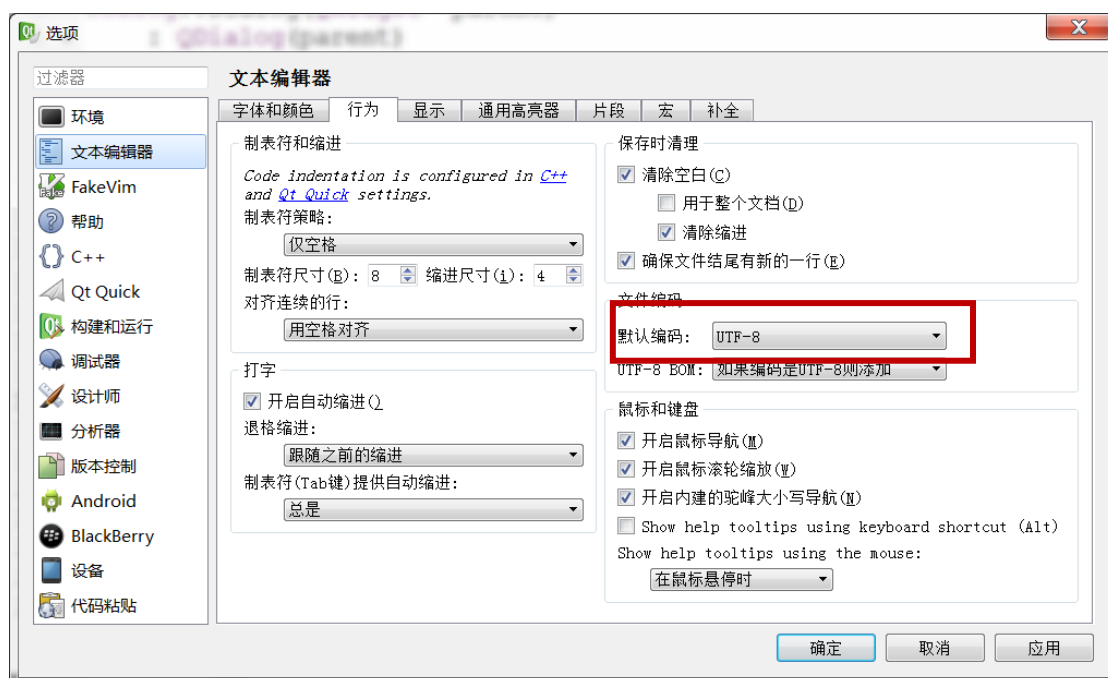 选项
: QDialog(parent)
过滤器
环境
文本编辑器
FakeVim
帮助
C++
Qt Quick
构建和运行
调试器
设计师
分析器
版本控制
Android
BlackBerry
设备
代码粘贴
文本编辑器
字体和颜色 行为 显示 通用高亮器 片段 宏 补全
制表符和缩进
Code indentation is configured in C++
and Qt Quick settings.
制表符策略:
仅空格
制表符尺寸(B): 8 缩进尺寸(i): 4
对齐连续的行:
用空格对齐
打字
开启自动缩进()
退格缩进:
跟随之前的缩进
制表符(Tab键)提供自动缩进:
总是
保存时清理
清除空白(C)
用于整个文档(D)
清除缩进
确保文件结尾有新的一行(E)
文件编码
默认编码: UTF-8
UTF-8 BOM: 如果编码是UTF-8则添加
鼠标和键盘
开启鼠标导航(M)
开启鼠标滚轮缩放(W)
开启内建的驼峰大小写导航(N)
Show help tooltips using keyboard shortcut (Alt)
Show help tooltips using the mouse:
在鼠标悬停时
确定 取消 应用